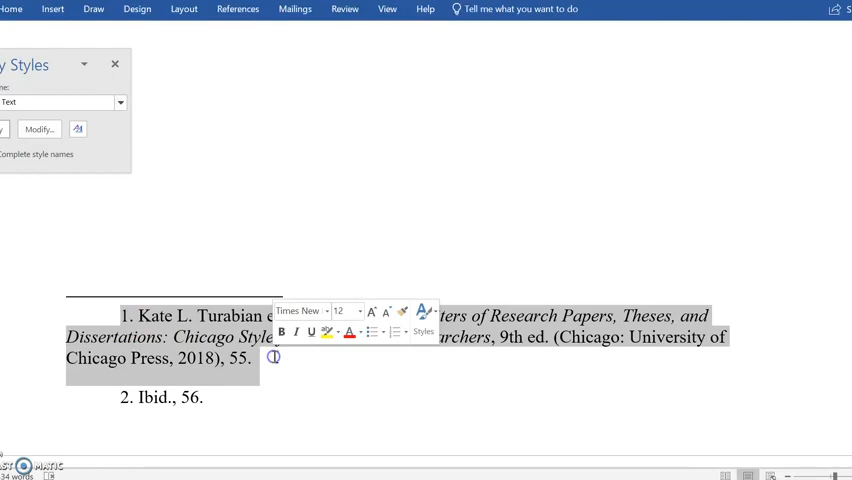 Home Insert Draw Design Layout References Mailings Review View Help Tell me what you want to do S
y Styles
me:
Text
y Modify...
Complete style names
Times New 12
B I U A Styles
1. Kate L. Turabian e ters of Research Papers, Theses, and
Dissertations: Chicago Style archers, 9th ed. (Chicago: University of
Chicago Press, 2018), 55.
2. Ibid., 56.
34 words